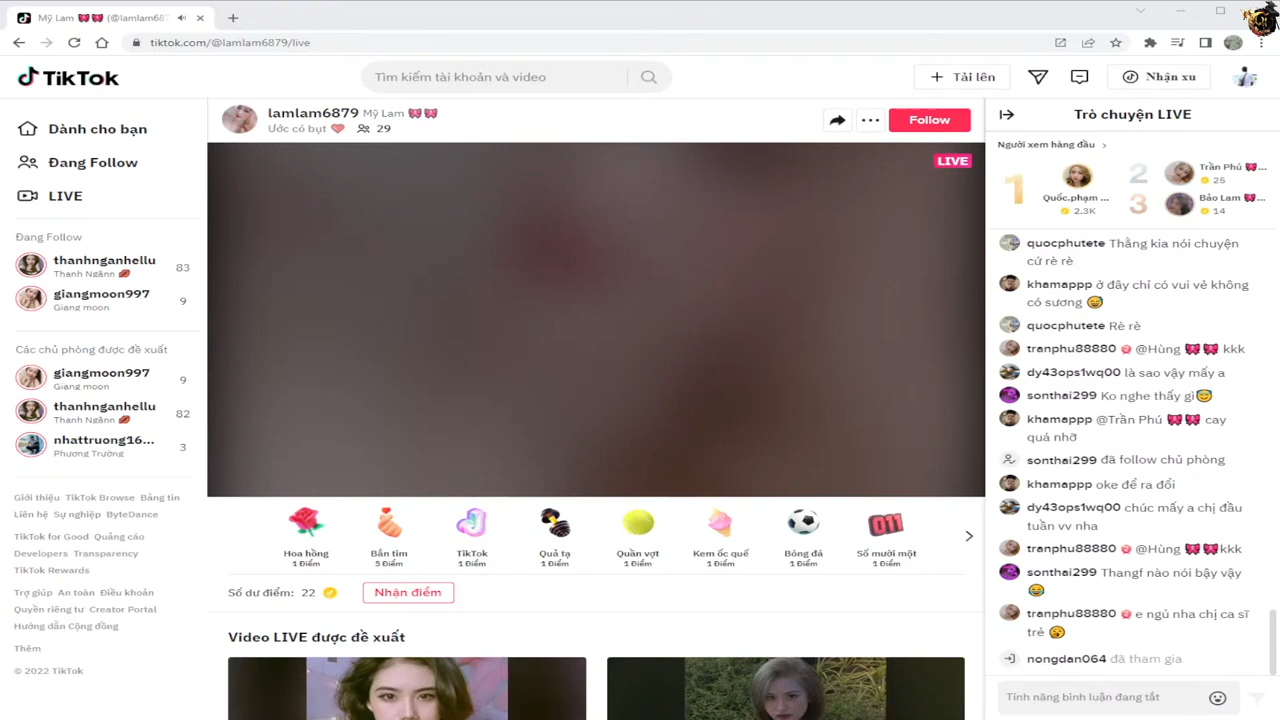 Mỹ Lam 🎀🎀 (@lamlam687
tiktok.com/@lamlam6879/live
TikTok
Tìm kiếm tài khoản và video
Tải lên
Nhận xu
Dành cho bạn
Đang Follow
LIVE
Đang Follow
thanhnganhellu
Thanh Ngânn 💋
83
giangmoon997
Giang moon
9
Các chủ phòng được đề xuất
giangmoon997
Giang moon
9
thanhnganhellu
Thanh Ngânn 💋
82
nhattruong16...
Phương Trường
3
Giới thiệu TikTok Browse Bảng tin
Liên hệ Sự nghiệp ByteDance
TikTok for Good Quảng cáo
Developers Transparency
TikTok Rewards
Trợ giúp An toàn Điều khoản
Quyền riêng tư Creator Portal
Hướng dẫn Cộng đồng
Thêm
© 2022 TikTok
lamlam6879 Mỹ Lam 🎀🎀
Ước có bụt ❤️ 29
Follow
LIVE
Hoa hồng
1 Điểm
Bắn tim
5 Điểm
TikTok
1 Điểm
Quả tạ
1 Điểm
Quần vợt
1 Điểm
Kem ốc quế
1 Điểm
Bóng đá
1 Điểm
011
Số mười một
1 Điểm
Số dư điểm: 22
Nhận điểm
Video LIVE được đề xuất
Trò chuyện LIVE
Người xem hàng đầu
1
Quốc.phạm ...
2.3K
2
Trần Phú 🎀...
25
3
Bảo Lam 🎀...
14
quocphutete Thằng kia nói chuyện
cứ rè rè
khamappp ở đây chỉ có vui vẻ không
có sương 😅
quocphutete Rè rè
tranphu88880 @Hùng 🎀🎀 kkk
dy43ops1wq00 là sao vậy mấy a
sonthai299 Ko nghe thấy gì😇
khamappp @Trần Phú 🎀🎀 cay
quá nhỡ
sonthai299 đã follow chủ phòng
khamappp oke để ra đổi
dy43ops1wq00 chúc mấy a chị đầu
tuần vv nha
tranphu88880 @Hùng 🎀🎀kkk
sonthai299 Thangf nào nói bậy vậy
😂
tranphu88880 e ngủ nha chị ca sĩ
trẻ 🥱
nongdan064 đã tham gia
Tính năng bình luận đang tắt